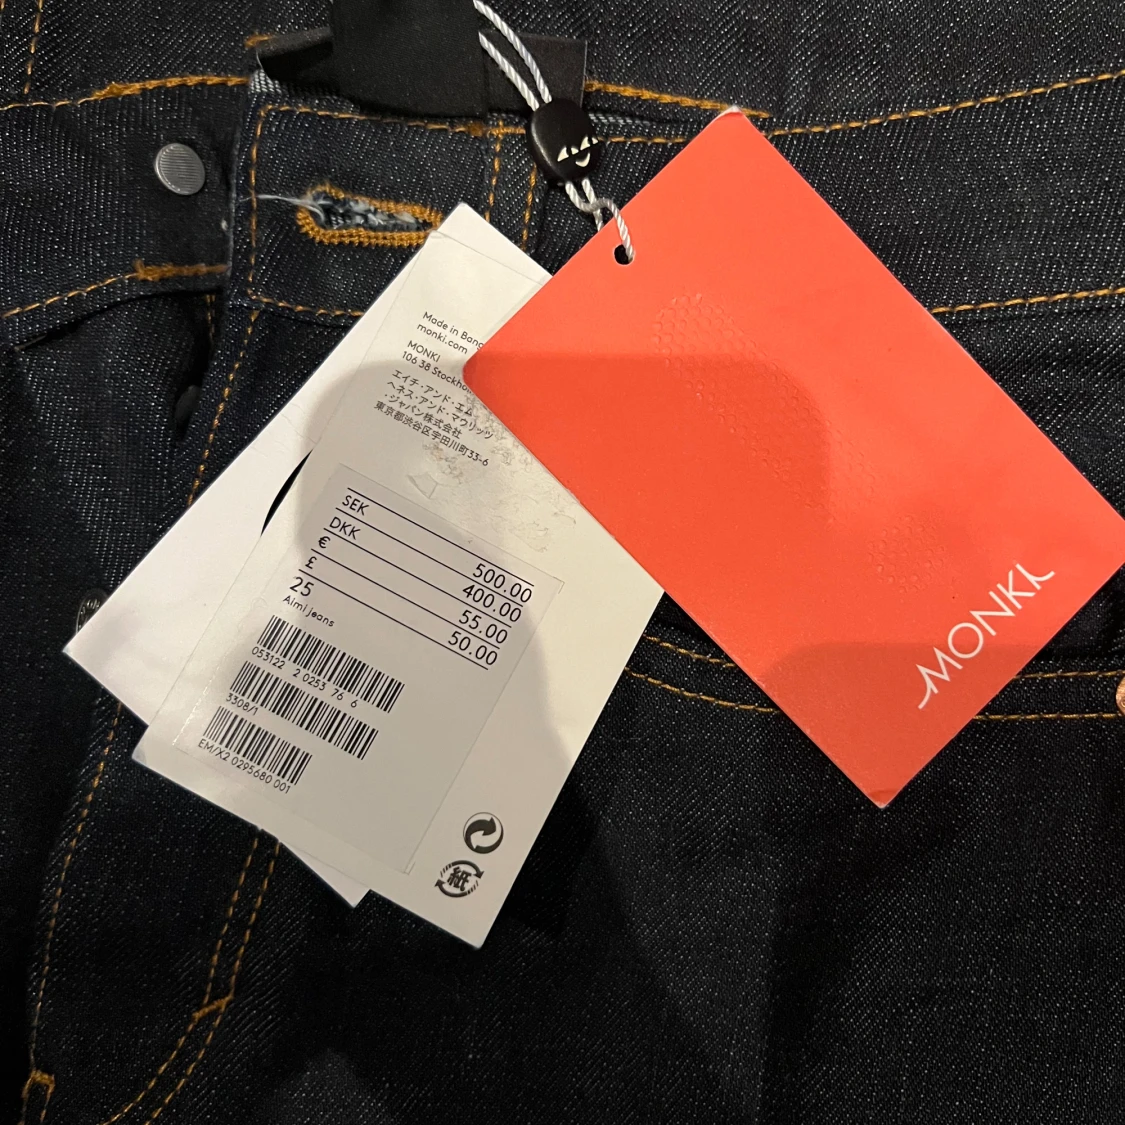 Made in Bang
monki.com
MONKI
106 38 Stockho
エイチ・アンド・エム
ヘネス・アンド・マウリッツ
・ジャパン株式会社
東京都渋谷区宇田川町33-6
SEK 500.00
DKK 400.00
€ 55.00
£ 50.00
25
Aimi jeans
053122 2 0253 76 6
3308/1
EM/X2 0295680 001
紙
MONKI